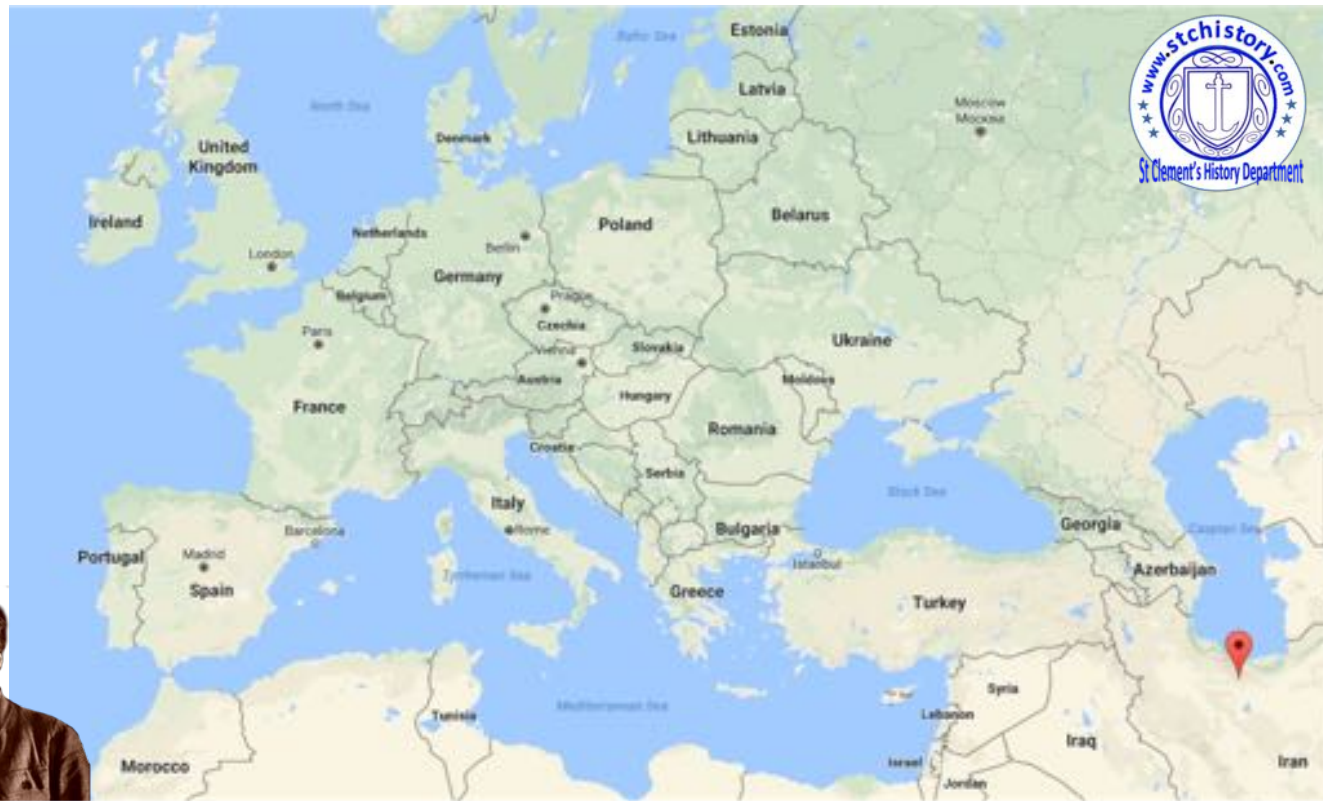 Estonia
Baltic Sea
www.stchistory.com
St Clement's History Department
Latvia
Moscow
Москва
North Sea
Denmark
Lithuania
United
Kingdom
Ireland
Belarus
Netherlands
Poland
Berlin
London
Germany
Belgium
Prague
Czechia
Paris
Ukraine
Slovakia
Vienna
Austria
Moldova
Hungary
France
Romania
Croatia
Serbia
Italy
Black Sea
Barcelona
Rome
Bulgaria
Georgia
Caspian Sea
Portugal
Madrid
Istanbul
Azerbaijan
Tyrrhenian Sea
Spain
Greece
Turkey
Syria
Tunisia
Mediterranean Sea
Lebanon
Iraq
Morocco
Israel
Iran
Jordan